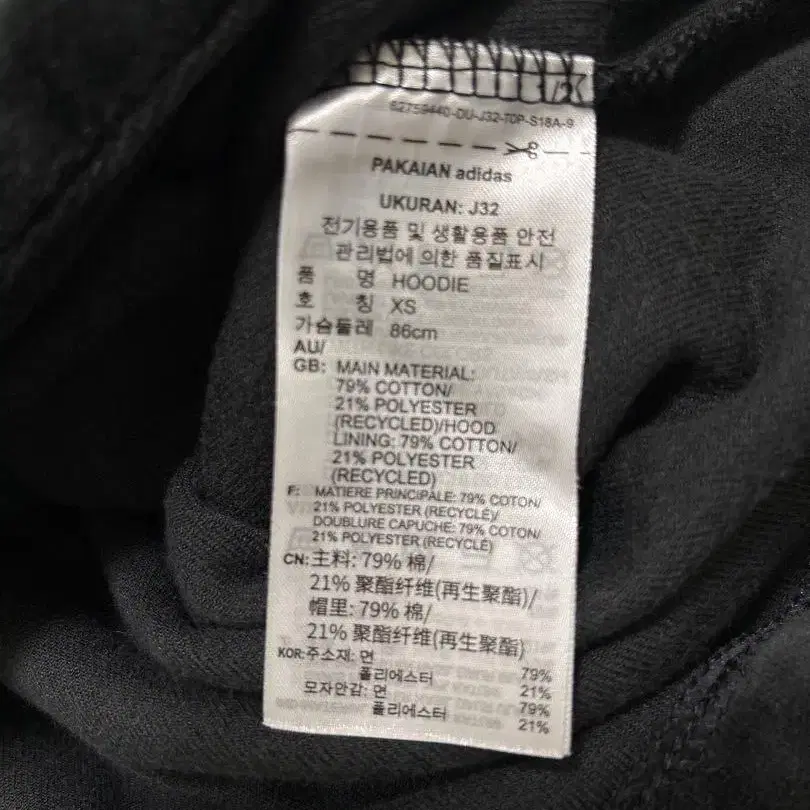 62759440-DU-J32-TOP-S18A-9
PAKAIAN adidas
UKURAN: J32
전기용품 및 생활용품 안전
관리법에 의한 품질표시
품 명 HOODIE
호 칭 XS
가슴둘레 86cm
AU/
GB: MAIN MATERIAL:
79% COTTON/
21% POLYESTER
(RECYCLED)/HOOD
LINING: 79% COTTON/
21% POLYESTER
(RECYCLED)
F: MATIERE PRINCIPALE: 79% COTON/
21% POLYESTER (RECYCLÉ)/
DOUBLURE CAPUCHE: 79% COTON/
21% POLYESTER (RECYCLÉ)
CN: 主料: 79% 棉/
21% 聚酯纤维(再生聚酯)/
帽里: 79% 棉/
21% 聚酯纤维(再生聚酯)
KOR: 주소재: 면 79%
폴리에스터 21%
모자안감: 면 79%
폴리에스터 21%